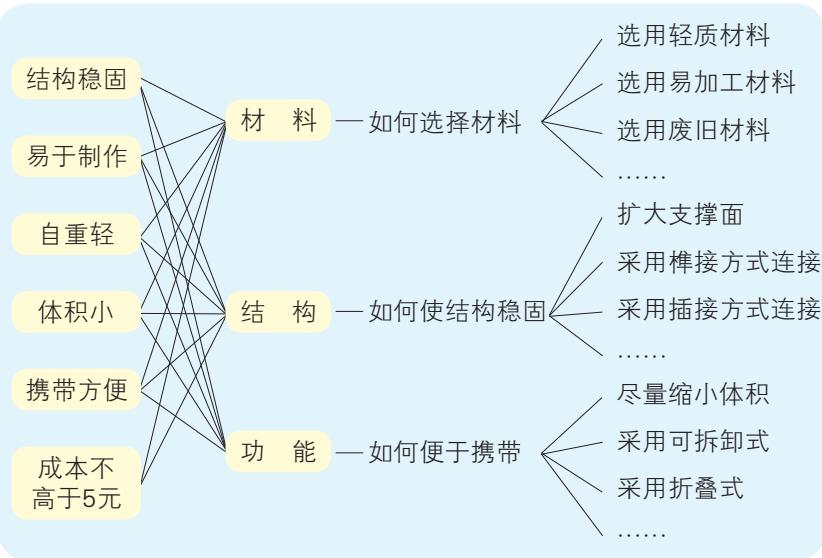 结构稳固
易于制作
自重轻
体积小
携带方便
成本不
高于5元
材 料
结 构
功 能
如何选择材料
如何使结构稳固
如何便于携带
选用轻质材料
选用易加工材料
选用废旧材料
……
扩大支撑面
采用榫接方式连接
采用插接方式连接
……
尽量缩小体积
采用可拆卸式
采用折叠式
……